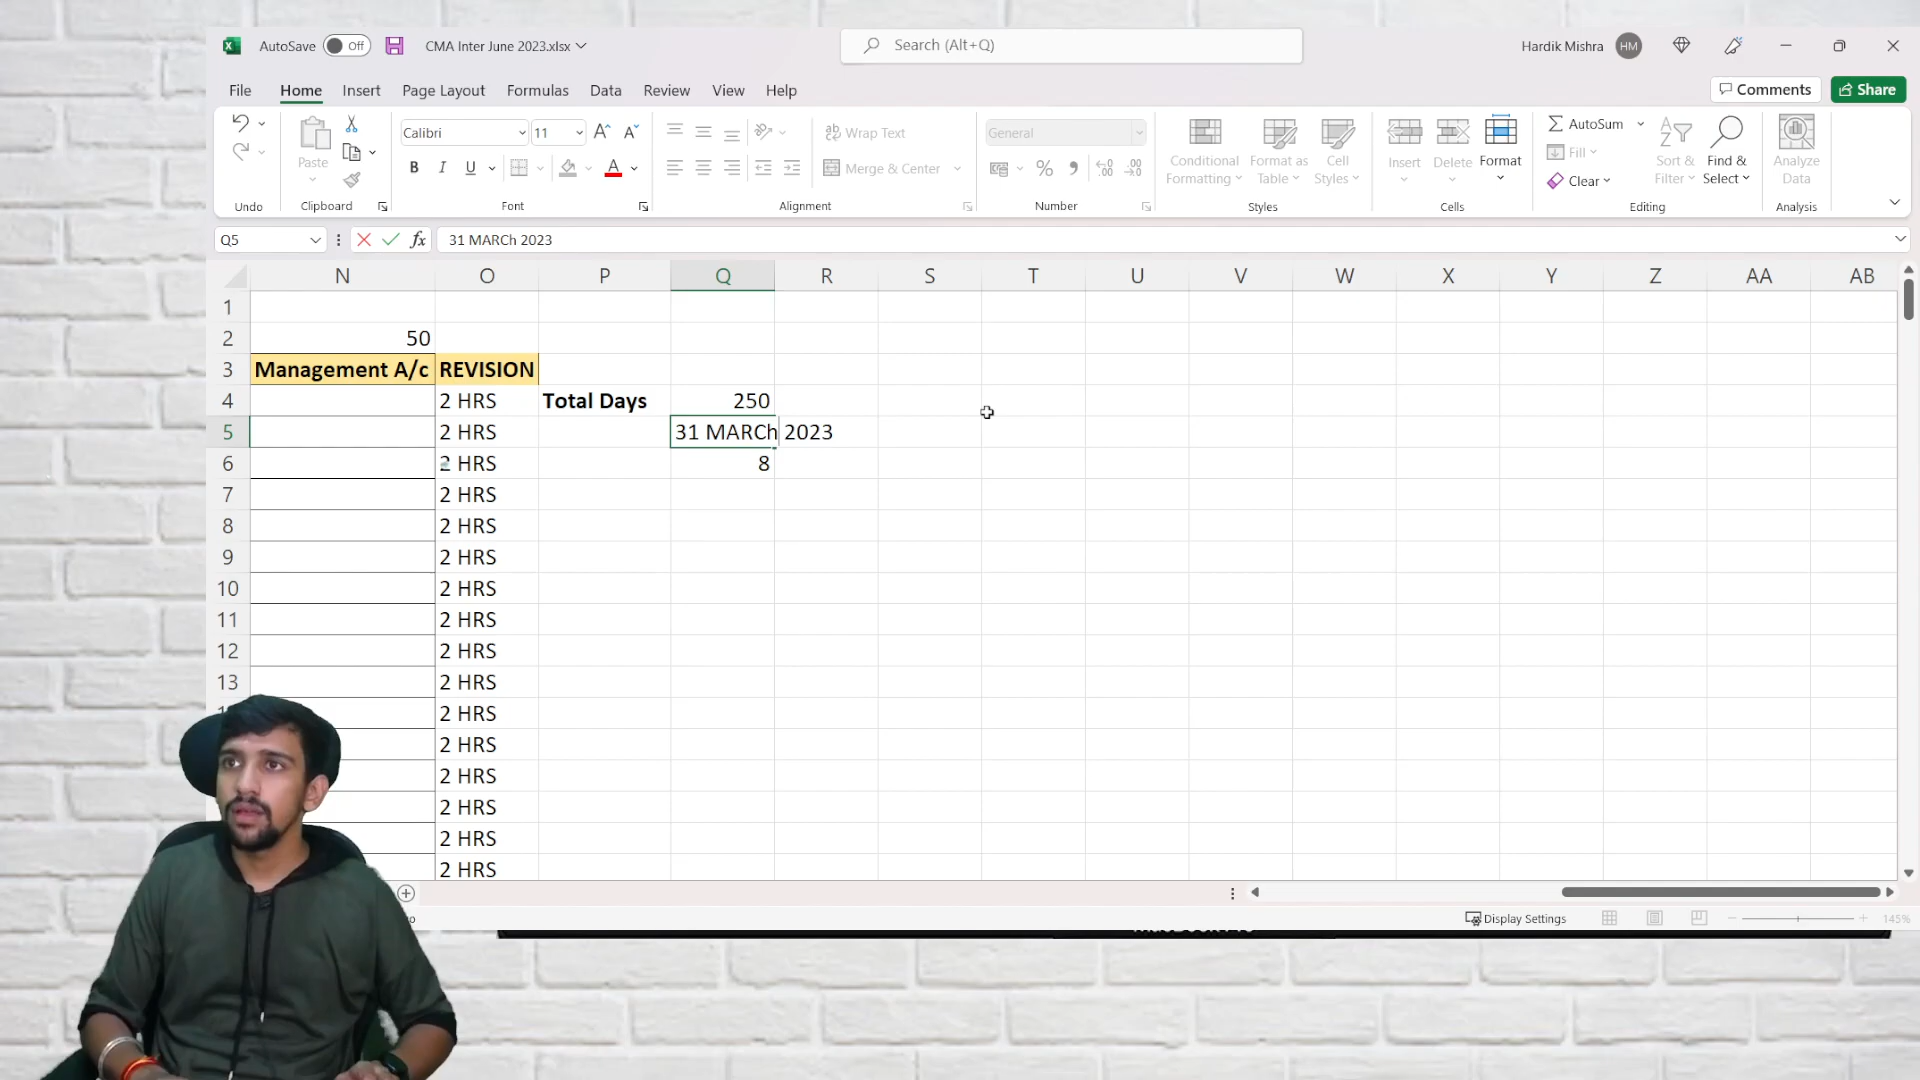 AutoSave Off CMA Inter June 2023.xlsx Search (Alt+Q) Hardik Mishra HM
File Home Insert Page Layout Formulas Data Review View Help Comments Share
Calibri 11 Wrap Text General AutoSum
Paste B I U Merge & Center % Conditional Formatting Format as Table Cell Styles Insert Delete Format Fill Sort & Filter Find & Select Analyze Data
Clear
Undo Clipboard Font Alignment Number Styles Cells Editing Analysis
Q5 fx 31 MARCh 2023
N O P Q R S T U V W X Y Z AA AB
1
2 50
3 Management A/c REVISION
4 2 HRS Total Days 250
5 2 HRS 31 MARCh 2023
6 2 HRS 8
7 2 HRS
8 2 HRS
9 2 HRS
10 2 HRS
11 2 HRS
12 2 HRS
13 2 HRS
2 HRS
2 HRS
2 HRS
2 HRS
2 HRS
2 HRS
Display Settings 145%